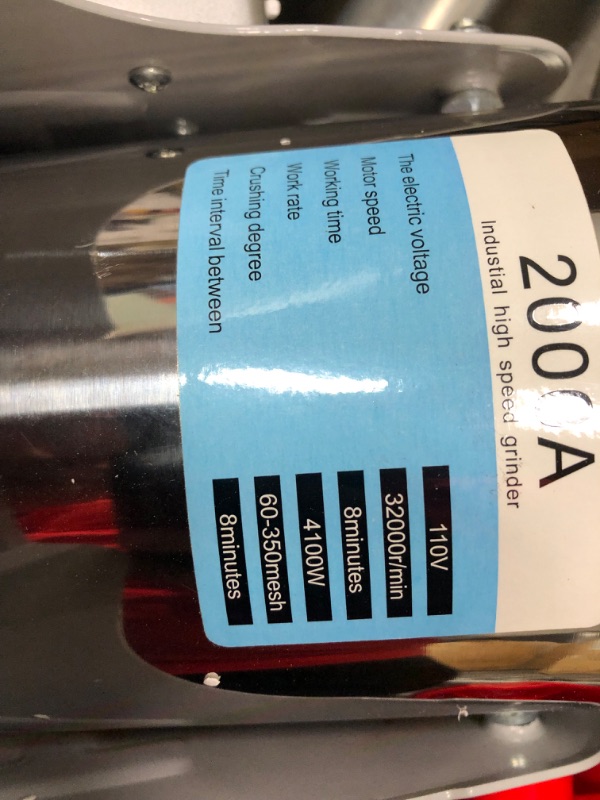 2000A
Industial high speed grinder
The electric voltage 110V
Motor speed 32000r/min
Working time 8minutes
Work rate 4100W
Crushing degree 60-350mesh
Time interval between 8minutes